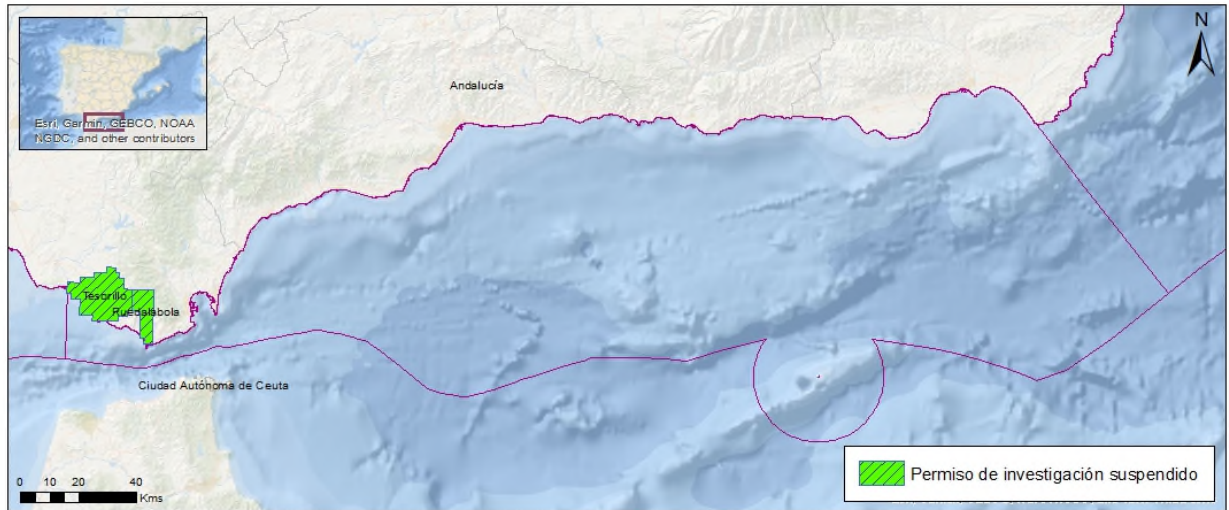 N
Andalucía
Esri, Garmin, GEBCO, NOAA
NGDC, and other contributors
Tesorillo
Ruedalabola
Ciudad Autónoma de Ceuta
0 10 20 40
Kms
Permiso de investigación suspendido